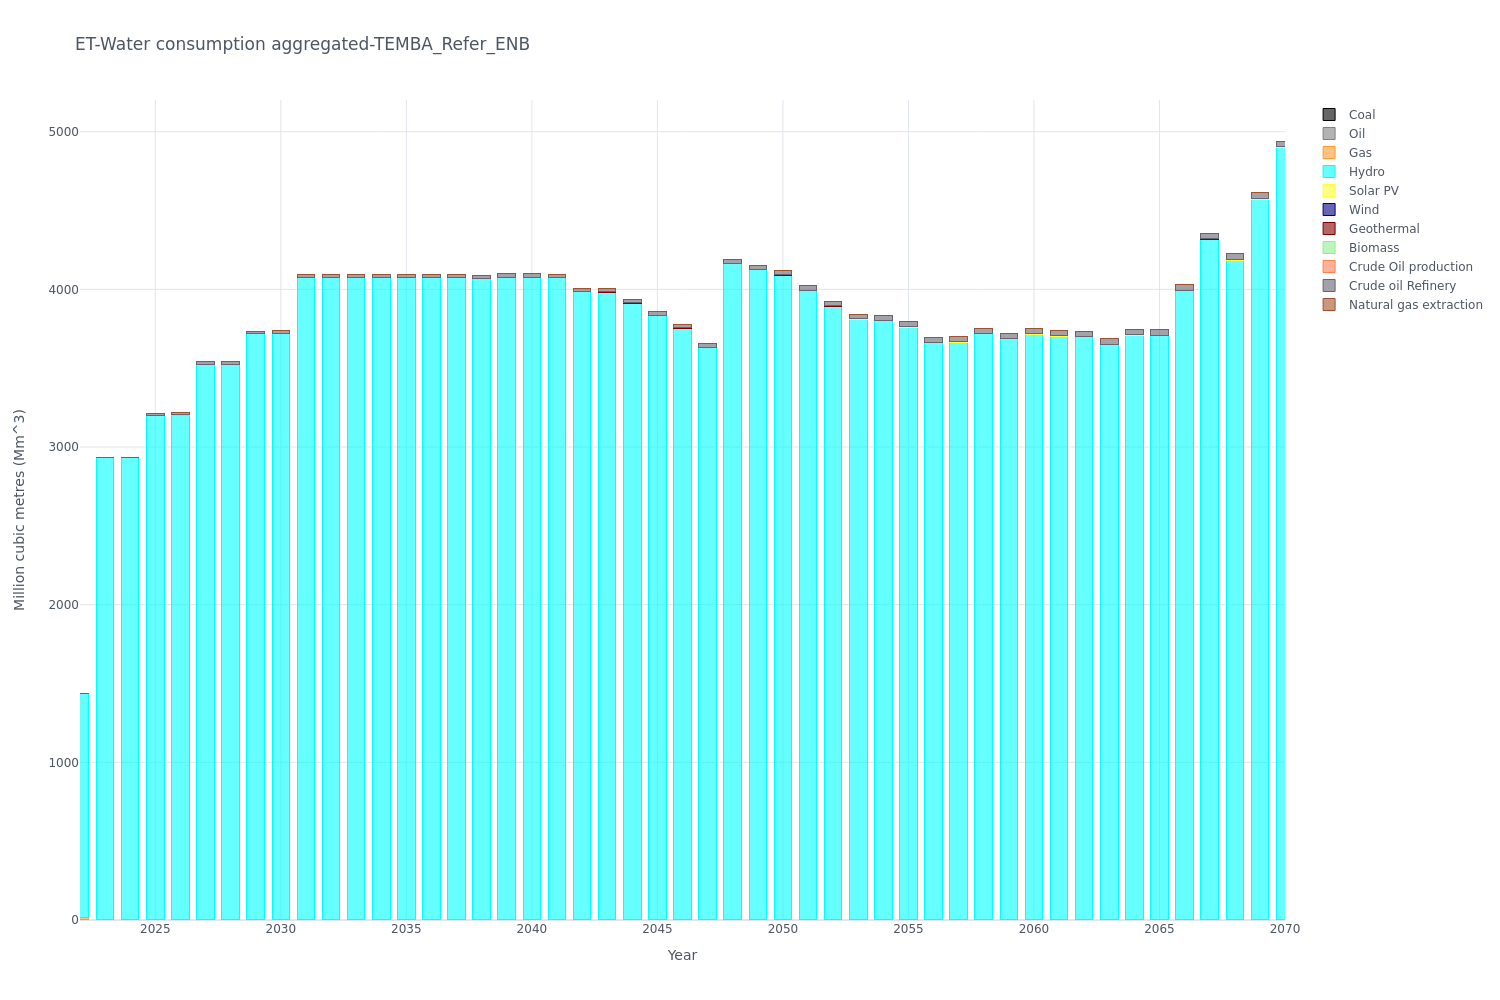 ET-Water consumption aggregated-TEMBA_Refer_ENB
Million cubic metres (Mm^3)
5000
4000
3000
2000
1000
0
2025
2030
2035
2040
2045
2050
2055
2060
2065
2070
Year
Coal
Oil
Gas
Hydro
Solar PV
Wind
Geothermal
Biomass
Crude Oil production
Crude oil Refinery
Natural gas extraction